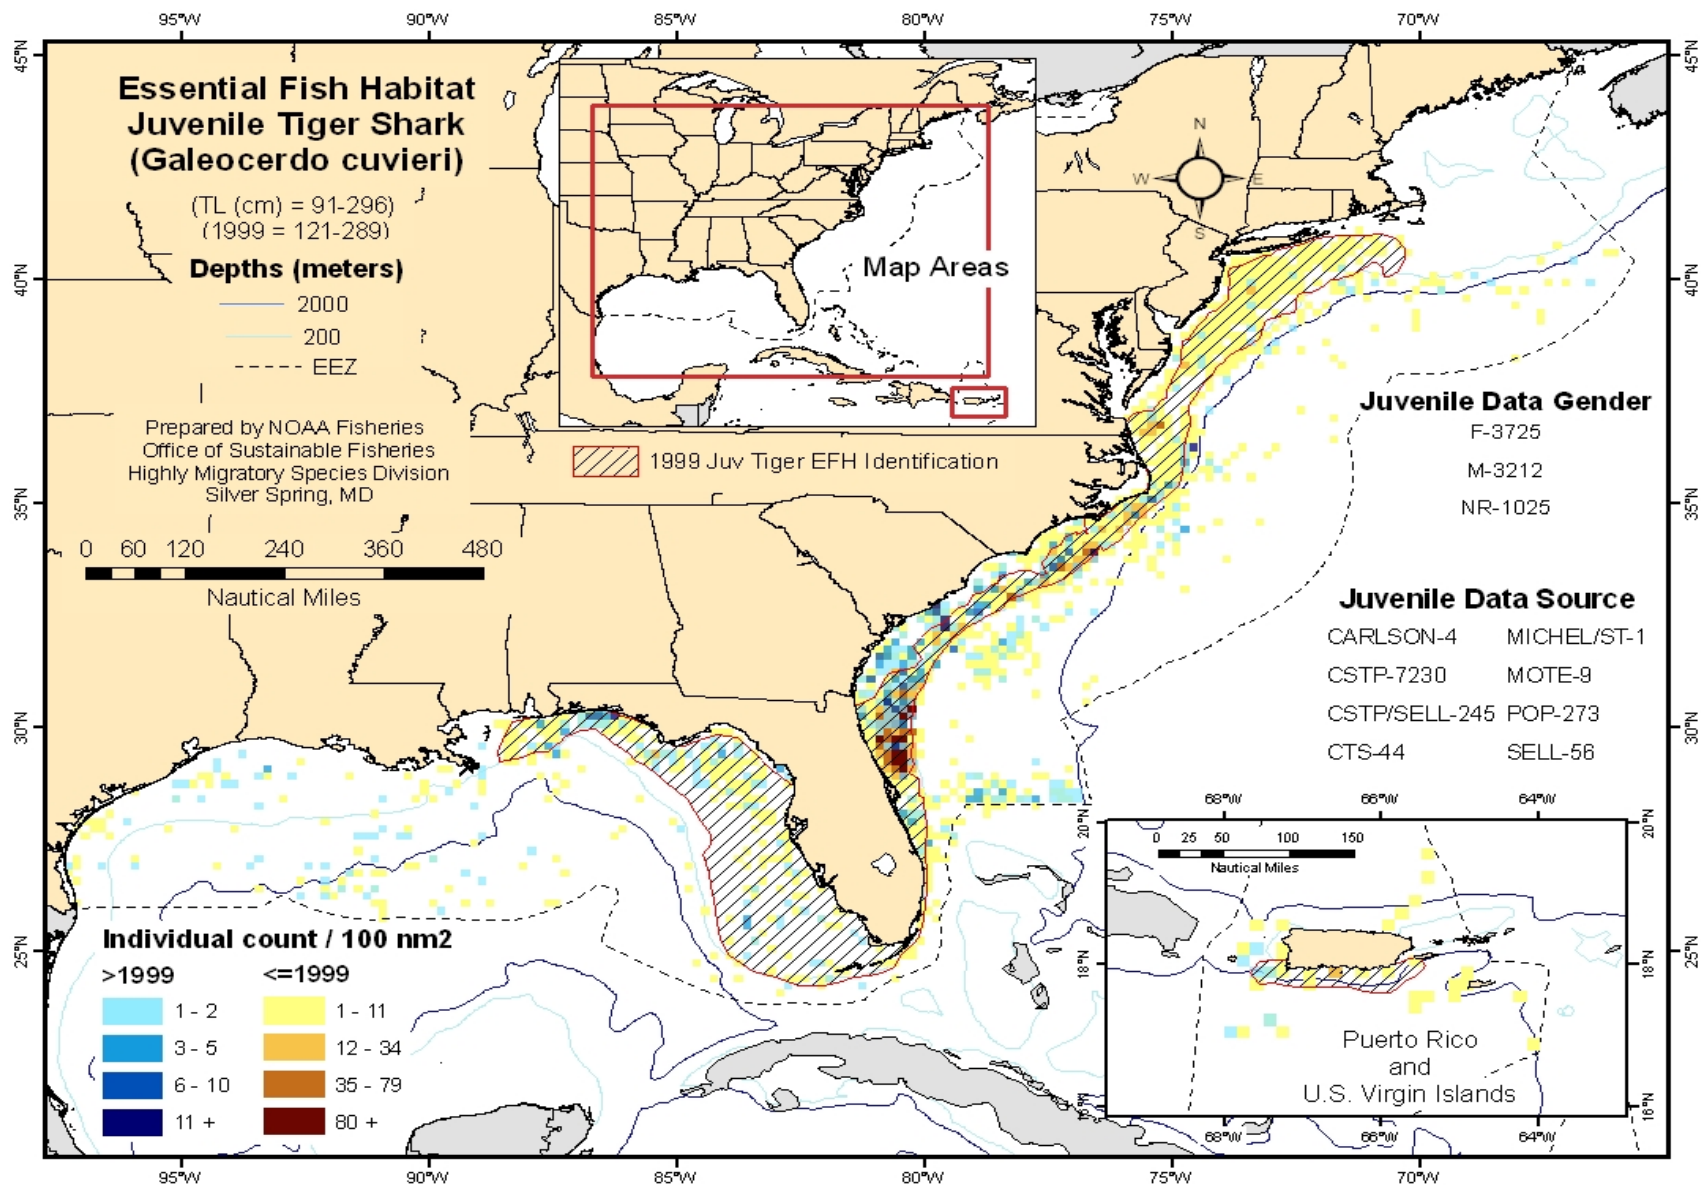 95°W 90°W 85°W 80°W 75°W 70°W
45°N 45°N
Essential Fish Habitat
Juvenile Tiger Shark
(Galeocerdo cuvieri)
(TL (cm) = 91-296)
(1999 = 121-289)
Depths (meters)
2000
200
EEZ
Prepared by NOAA Fisheries
Office of Sustainable Fisheries
Highly Migratory Species Division
Silver Spring, MD
0 60 120 240 360 480
Nautical Miles
Map Areas
1999 Juv Tiger EFH Identification
N
W E
S
40°N 40°N
Juvenile Data Gender
F-3725
M-3212
NR-1025
35°N 35°N
Juvenile Data Source
CARLSON-4 MICHEL/ST-1
CSTP-7230 MOTE-9
CSTP/SELL-245 POP-273
CTS-44 SELL-56
30°N 30°N
68°W 66°W 64°W
20°N 20°N
0 25 50 100 150
Nautical Miles
Individual count / 100 nm2
>1999 <=1999
1 - 2 1 - 11
3 - 5 12 - 34
6 - 10 35 - 79
11 + 80 +
25°N 25°N
18°N 18°N
Puerto Rico
and
U.S. Virgin Islands
16°N 16°N
68°W 66°W 64°W
95°W 90°W 85°W 80°W 75°W 70°W